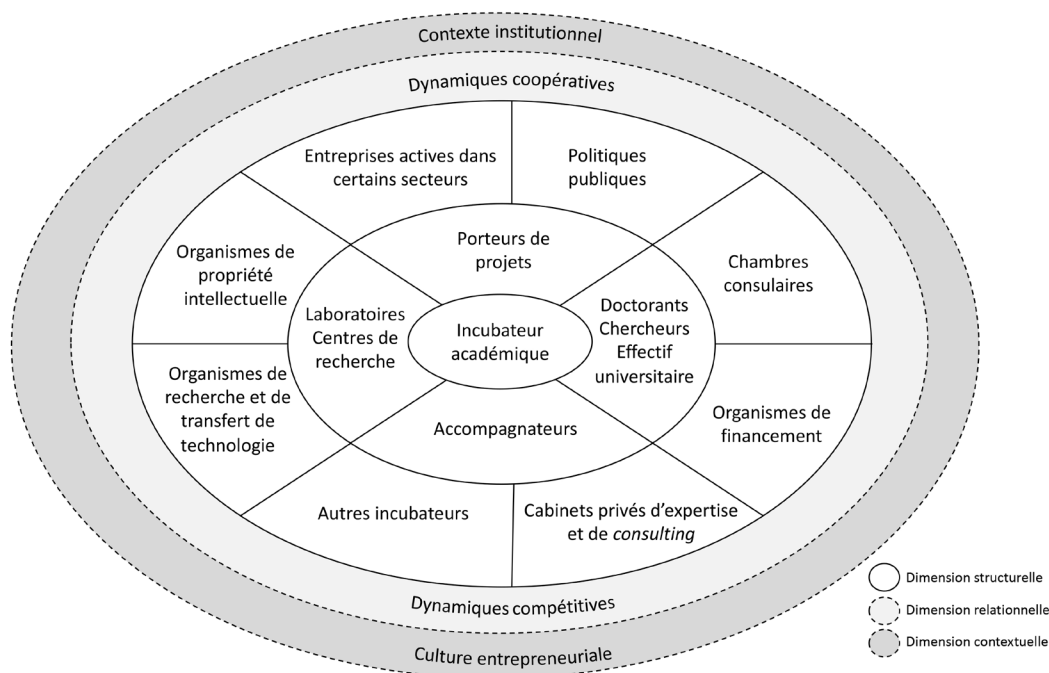 Contexte institutionnel
Dynamiques coopératives
Entreprises actives dans
certains secteurs
Politiques
publiques
Organismes de
propriété
intellectuelle
Porteurs de
projets
Chambres
consulaires
Laboratoires
Centres de
recherche
Incubateur
académique
Doctorants
Chercheurs
Effectif
universitaire
Organismes de
recherche et de
transfert de
technologie
Accompagnateurs
Organismes de
financement
Autres incubateurs
Cabinets privés d’expertise
et de consulting
Dynamiques compétitives
Culture entrepreneuriale
Dimension structurelle
Dimension relationnelle
Dimension contextuelle